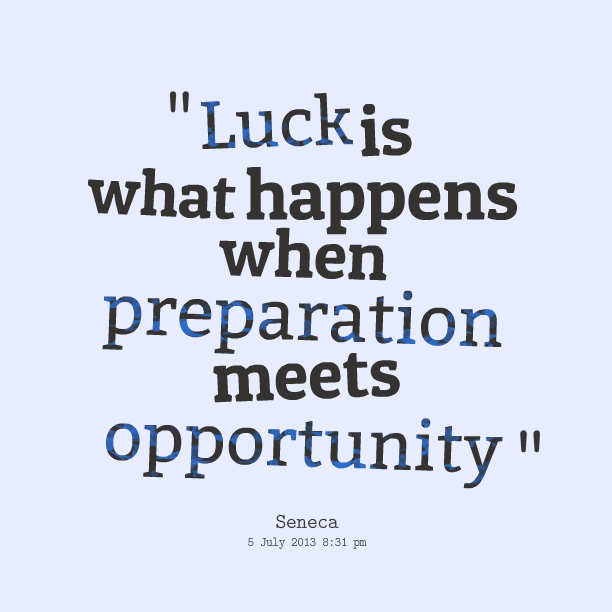 " Luck is
what happens
when
preparation
meets
opportunity "
Seneca
5 July 2013 8:31 pm